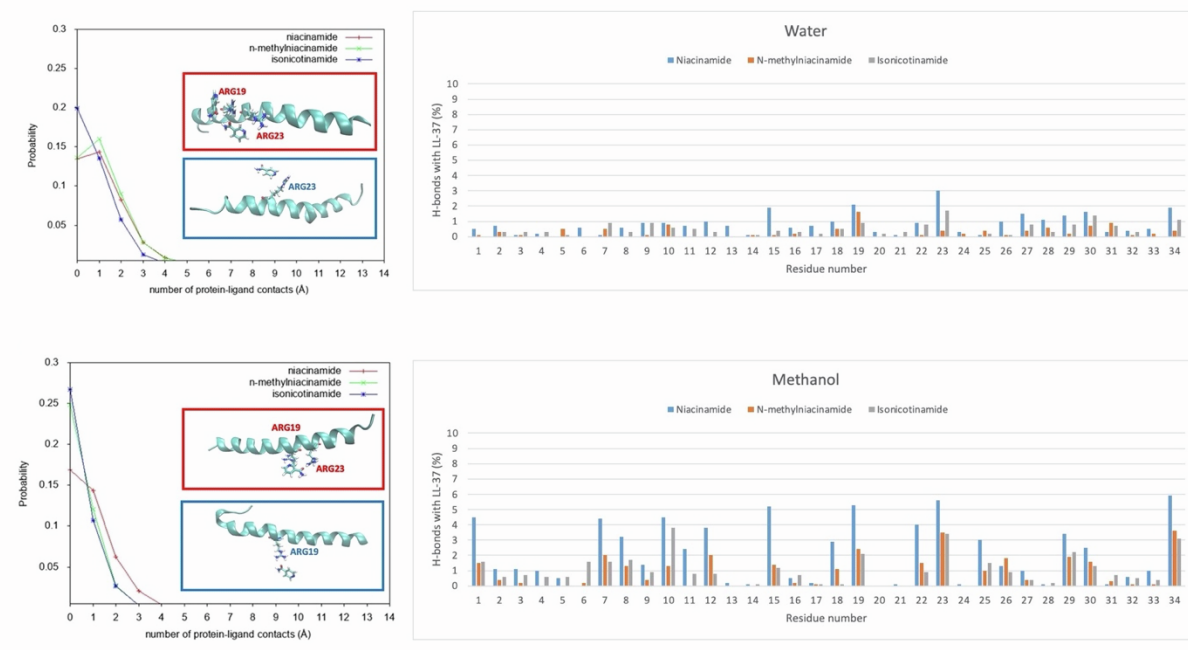 0.3
0.25
0.2
0.15
0.1
0.05
Probability
niacinamide
n-methylniacinamide
isonicotinamide
ARG19
ARG23
ARG23
0 1 2 3 4 5 6 7 8 9 10 11 12 13 14
number of protein-ligand contacts (Å)
Water
Niacinamide N-methylniacinamide Isonicotinamide
10
9
8
7
6
5
4
3
2
1
0
H-bonds with LL-37 (%)
1 2 3 4 5 6 7 8 9 10 11 12 13 14 15 16 17 18 19 20 21 22 23 24 25 26 27 28 29 30 31 32 33 34
Residue number
0.3
0.25
0.2
0.15
0.1
0.05
Probability
niacinamide
n-methylniacinamide
isonicotinamide
ARG19
ARG23
ARG19
0 1 2 3 4 5 6 7 8 9 10 11 12 13 14
number of protein-ligand contacts (Å)
Methanol
Niacinamide N-methylniacinamide Isonicotinamide
10
9
8
7
6
5
4
3
2
1
0
H-bonds with LL-37 (%)
1 2 3 4 5 6 7 8 9 10 11 12 13 14 15 16 17 18 19 20 21 22 23 24 25 26 27 28 29 30 31 32 33 34
Residue number